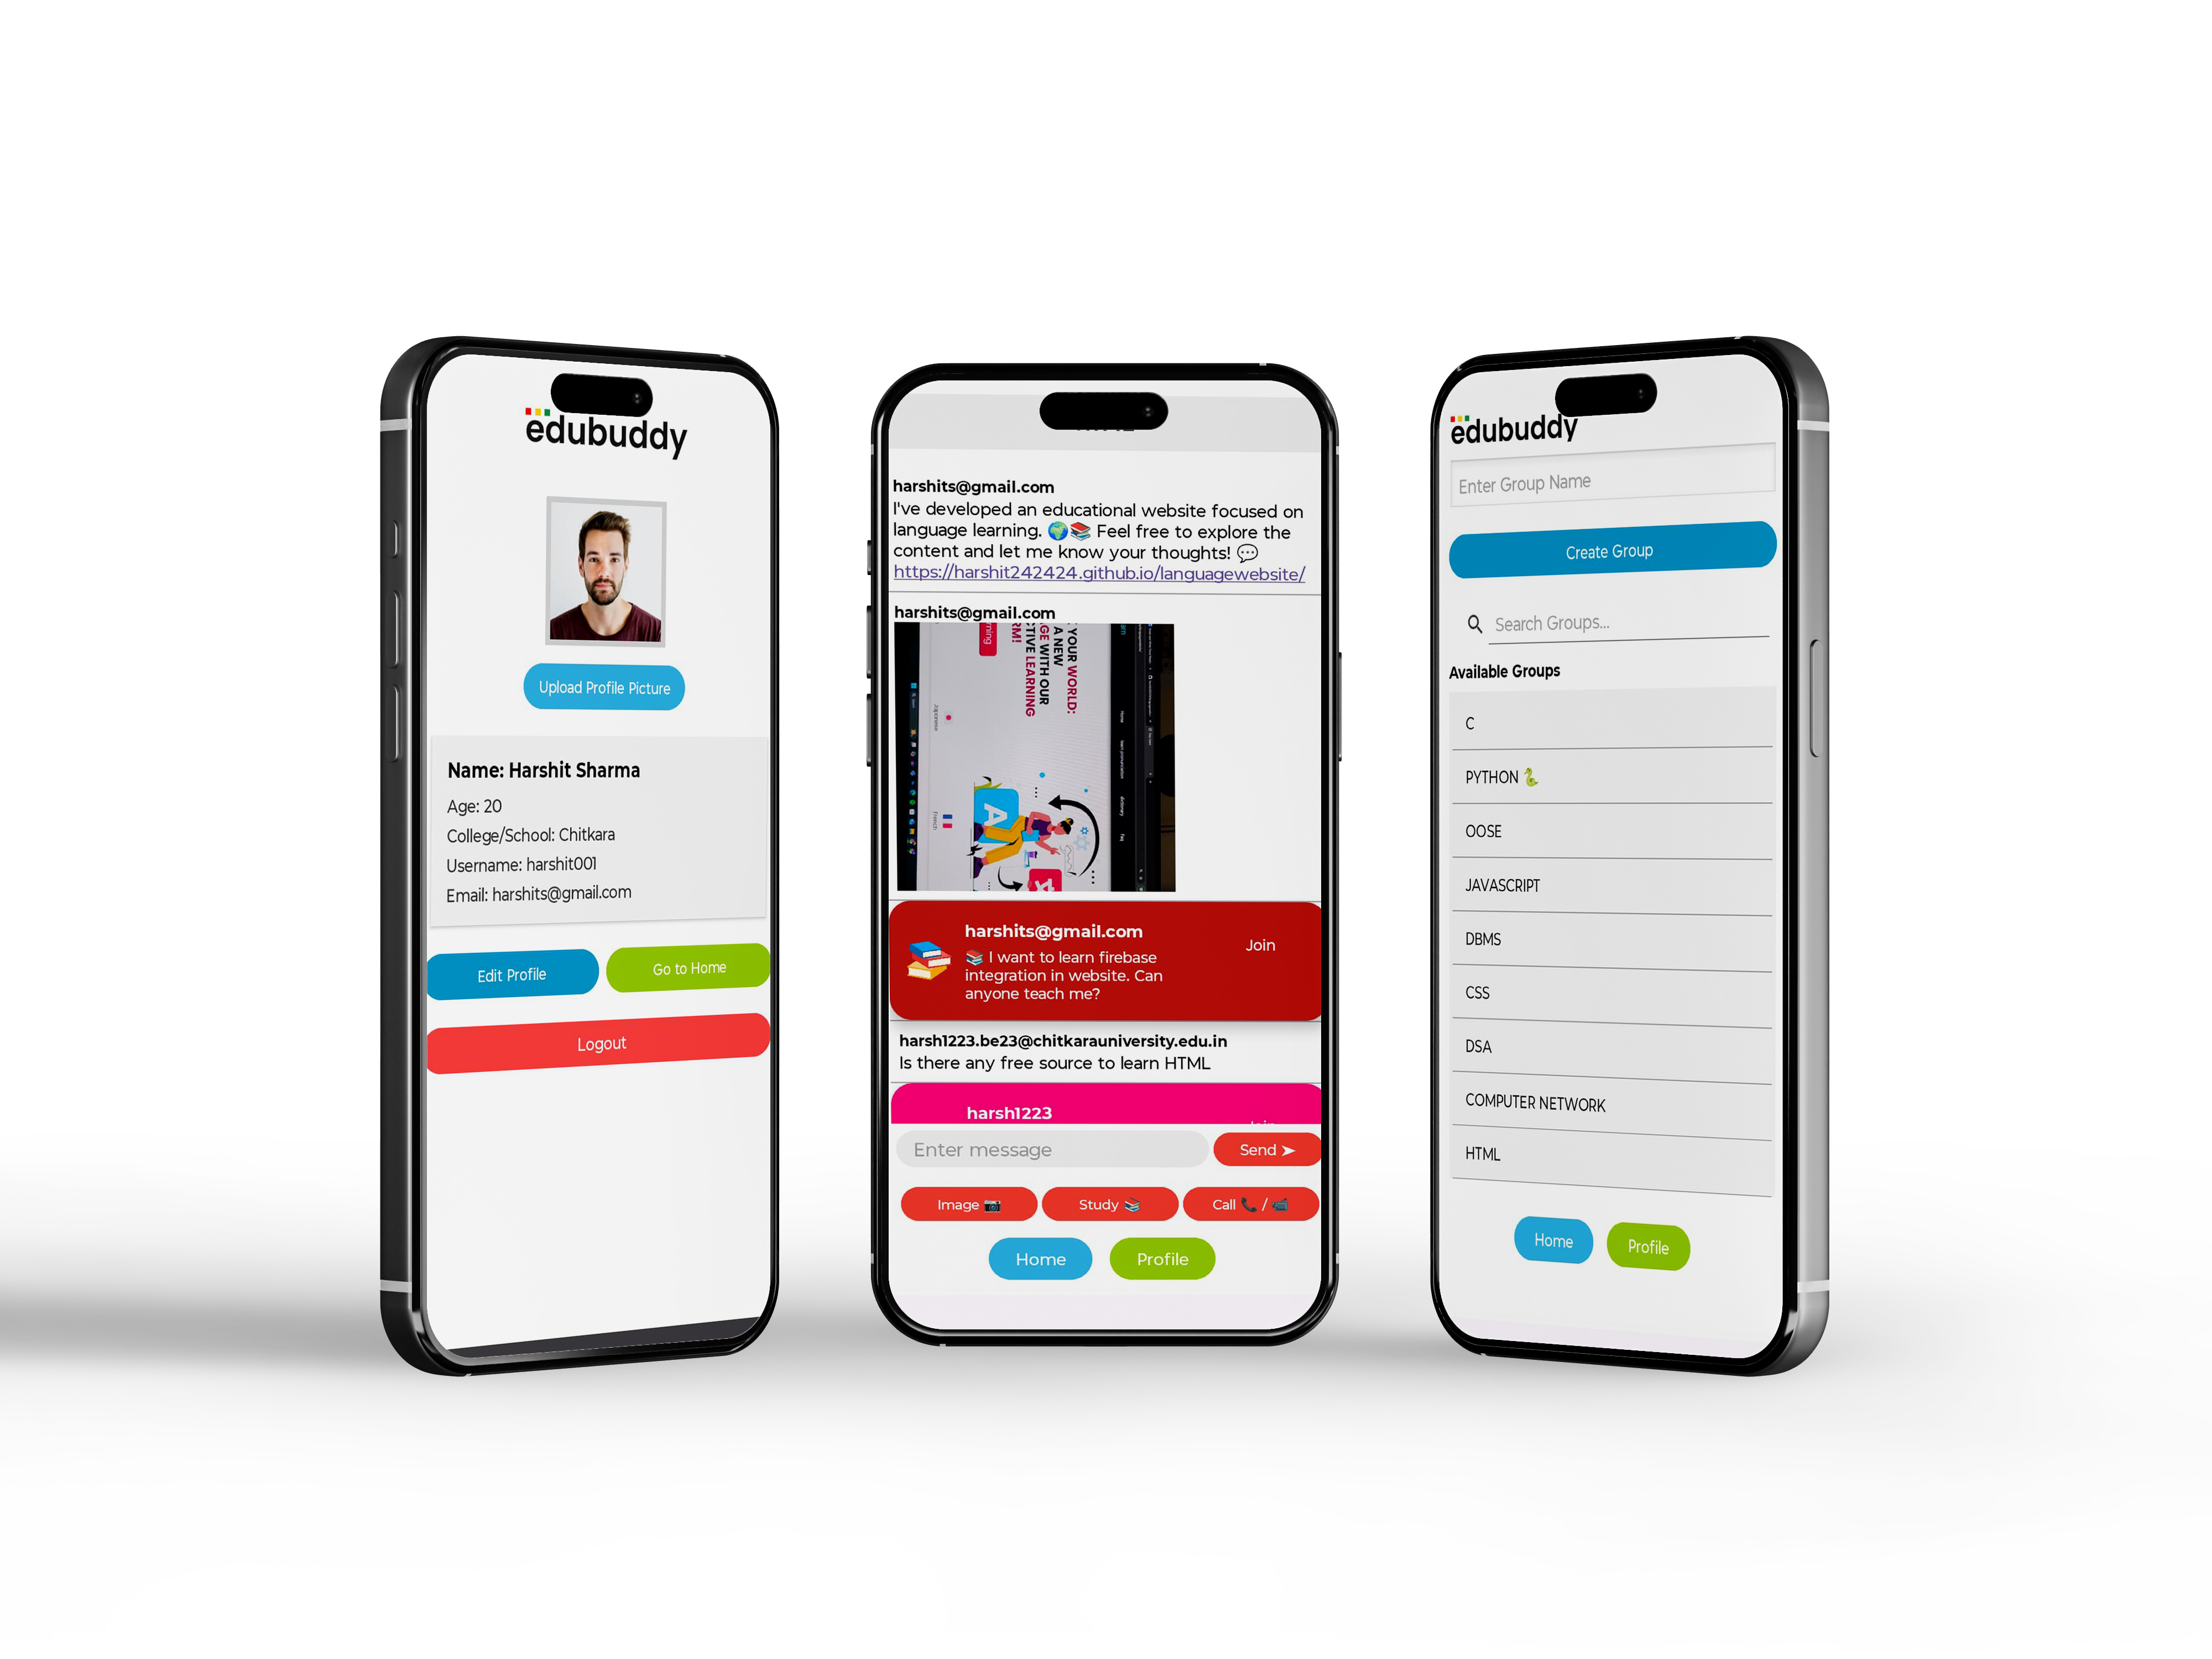 edubuddy
Upload Profile Picture
Name: Harshit Sharma
Age: 20
College/School: Chitkara
Username: harshit001
Email: harshits@gmail.com
Edit Profile
Go to Home
Logout
harshits@gmail.com
I've developed an educational website focused on
language learning. 🌍📚 Feel free to explore the
content and let me know your thoughts! 💬
https://harshit242424.github.io/languagewebsite/
harshits@gmail.com
YOUR WORLD:
A NEW
WITH OUR
LEARNING
Japanese
French
harshits@gmail.com
📚 I want to learn firebase
integration in website. Can
anyone teach me?
Join
harsh1223.be23@chitkarauniversity.edu.in
Is there any free source to learn HTML
harsh1223
Enter message
Send ➤
Image 📷
Study 📚
Call 📞 / 📹
Home
Profile
edubuddy
Enter Group Name
Create Group
Search Groups...
Available Groups
C
PYTHON 🐍
OOSE
JAVASCRIPT
DBMS
CSS
DSA
COMPUTER NETWORK
HTML
Home
Profile